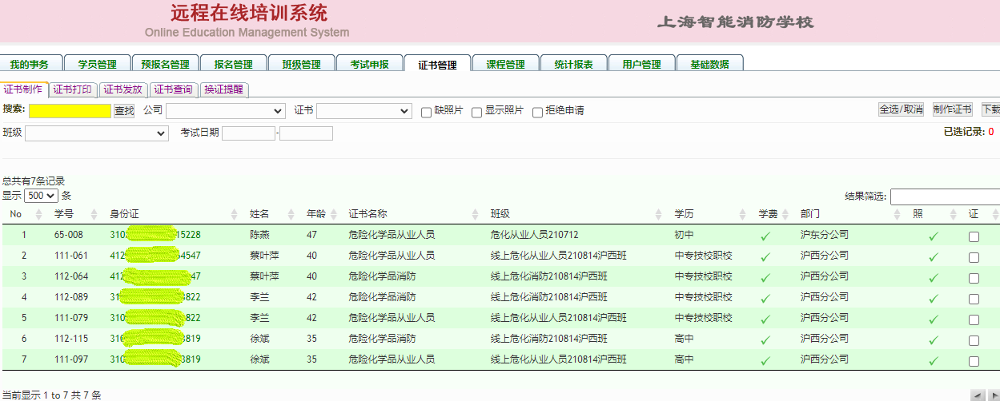 远程在线培训系统
Online Education Management System
上海智能消防学校
我的事务 学员管理 预报名管理 报名管理 班级管理 考试申报 证书管理 课程管理 统计报表 用户管理 基础数据
证书制作 证书打印 证书发放 证书查询 换证提醒
搜索: 查找 公司 证书 缺照片 显示照片 拒绝申请 全选/取消 制作证书 下载
班级 考试日期 - 已选记录: 0
总共有7条记录
显示 500 条 结果筛选:
No 学号 身份证 姓名 年龄 证书名称 班级 学历 学费 部门 照 证
1 65-008 310 15228 陈燕 47 危险化学品从业人员 危化从业人员210712 初中 沪东分公司
2 111-061 412 4547 蔡叶萍 40 危险化学品从业人员 线上危化从业人员210814沪西班 中专技校职校 沪西分公司
3 112-064 412 47 蔡叶萍 40 危险化学品消防 线上危化消防210814沪西班 中专技校职校 沪西分公司
4 112-089 31 3822 李兰 42 危险化学品消防 线上危化消防210814沪西班 中专技校职校 沪西分公司
5 111-079 310 822 李兰 42 危险化学品从业人员 线上危化从业人员210814沪西班 中专技校职校 沪西分公司
6 112-115 310 3819 徐斌 35 危险化学品消防 线上危化消防210814沪西班 高中 沪西分公司
7 111-097 310 3819 徐斌 35 危险化学品从业人员 线上危化从业人员210814沪西班 高中 沪西分公司
当前显示 1 to 7 共 7 条